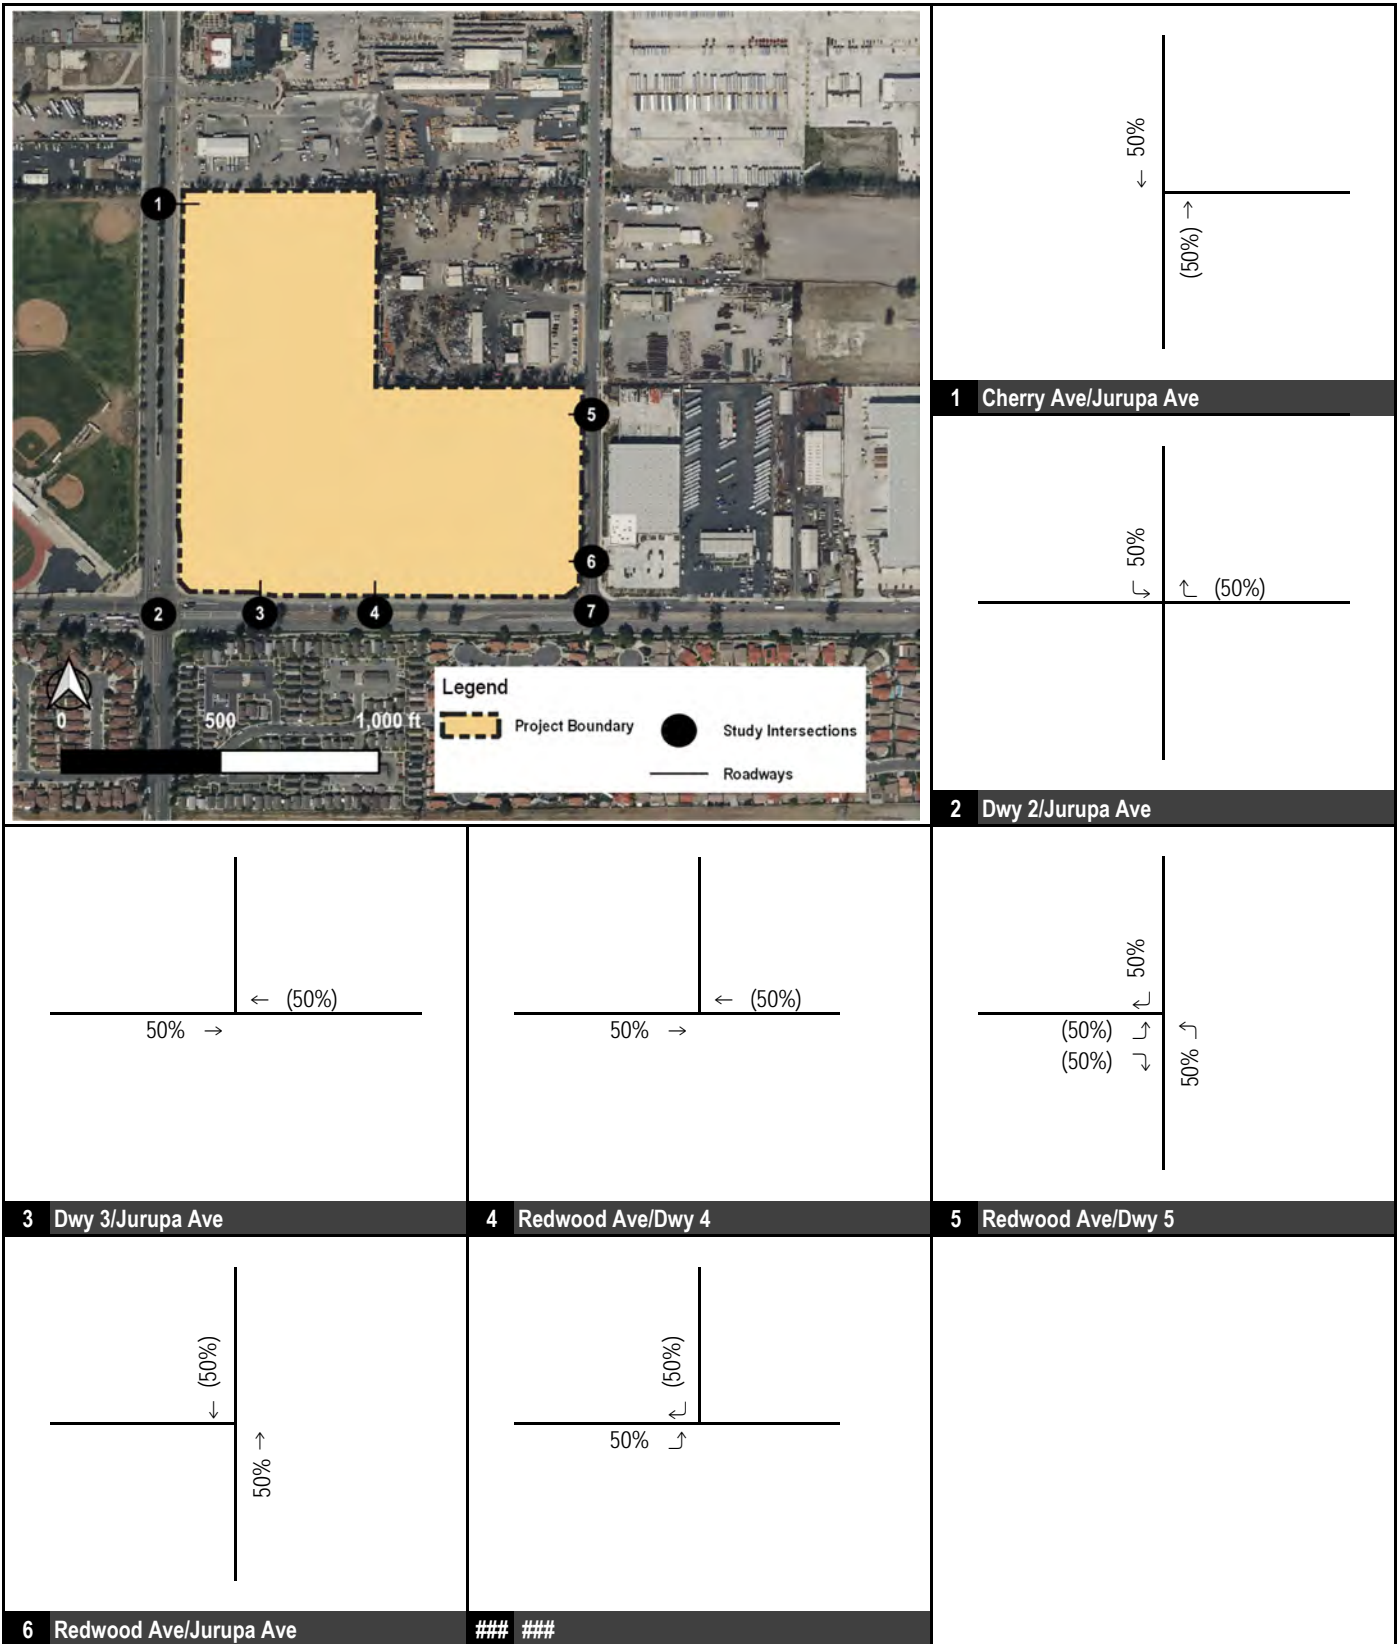 1
5
6
2
3
4
7
0
500
1,000 ft
Legend
Project Boundary
Study Intersections
Roadways
50%
(50%)
1 Cherry Ave/Jurupa Ave
50%
(50%)
2 Dwy 2/Jurupa Ave
(50%)
50%
3 Dwy 3/Jurupa Ave
(50%)
50%
4 Redwood Ave/Dwy 4
50%
(50%)
(50%)
50%
5 Redwood Ave/Dwy 5
(50%)
50%
6 Redwood Ave/Jurupa Ave
(50%)
50%
### ###